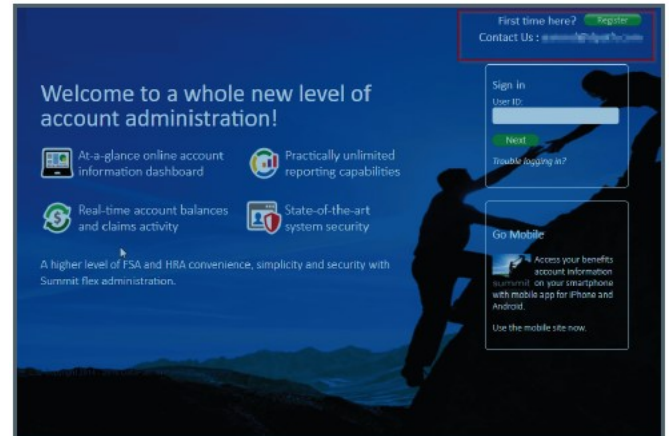 First time here? Register
Contact Us :
Welcome to a whole new level of
account administration!
At-a-glance online account
information dashboard
Practically unlimited
reporting capabilities
Real-time account balances
and claims activity
State-of-the-art
system security
A higher level of FSA and HRA convenience, simplicity and security with
Summit flex administration.
Sign in
User ID:
Next
Trouble logging in?
Go Mobile
Access your benefits
account information
summit on your smartphone
with mobile app for iPhone and
Android.
Use the mobile site now.